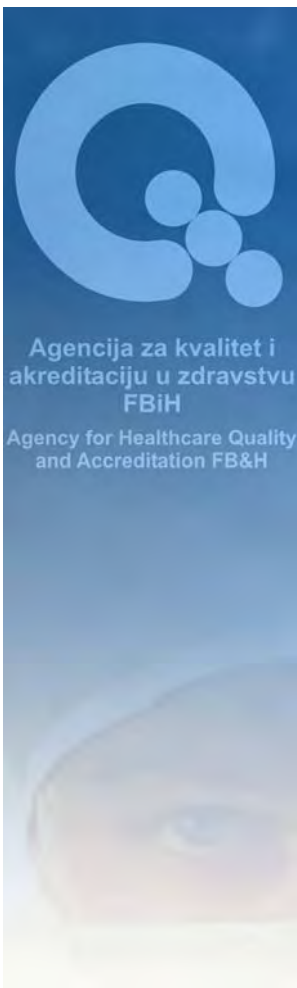 Agencija za kvalitet i
akreditaciju u zdravstvu
FBiH
Agency for Healthcare Quality
and Accreditation FB&H